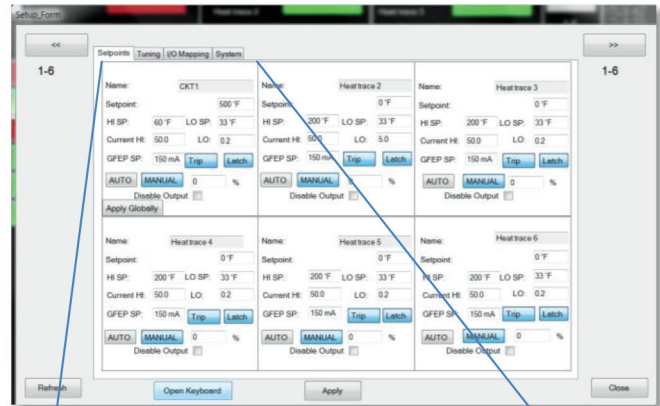 Setup_Form
Heat trace 2
<< >>
Setpoints Tuning I/O Mapping System
1-6 1-6
Name: CKT1 Name: Heat trace 2 Name: Heat trace 3
Setpoint: 500 °F Setpoint: 0 °F Setpoint: 0 °F
HI SP: 60 °F LO SP: 33 °F HI SP: 200 °F LO SP: 33 °F HI SP: 200 °F LO SP: 33 °F
Current HI: 50.0 LO: 0.2 Current HI: 50.0 LO: 5.0 Current HI: 50.0 LO: 0.2
GFEP SP: 150 mA Trip Latch GFEP SP: 150 mA Trip Latch GFEP SP: 150 mA Trip Latch
AUTO MANUAL 0 % AUTO MANUAL 0 % AUTO MANUAL 0 %
Disable Output Disable Output Disable Output
Apply Globally
Name: Heat trace 4 Name: Heat trace 5 Name: Heat trace 6
Setpoint: 0 °F Setpoint: 0 °F Setpoint: 0 °F
HI SP: 200 °F LO SP: 33 °F HI SP: 200 °F LO SP: 33 °F HI SP: 200 °F LO SP: 33 °F
Current HI: 50.0 LO: 0.2 Current HI: 50.0 LO: 0.2 Current HI: 50.0 LO: 0.2
GFEP SP: 150 mA Trip Latch GFEP SP: 150 mA Trip Latch GFEP SP: 150 mA Trip Latch
AUTO MANUAL 0 % AUTO MANUAL 0 % AUTO MANUAL 0 %
Disable Output Disable Output Disable Output
Refresh Open Keyboard Apply Close